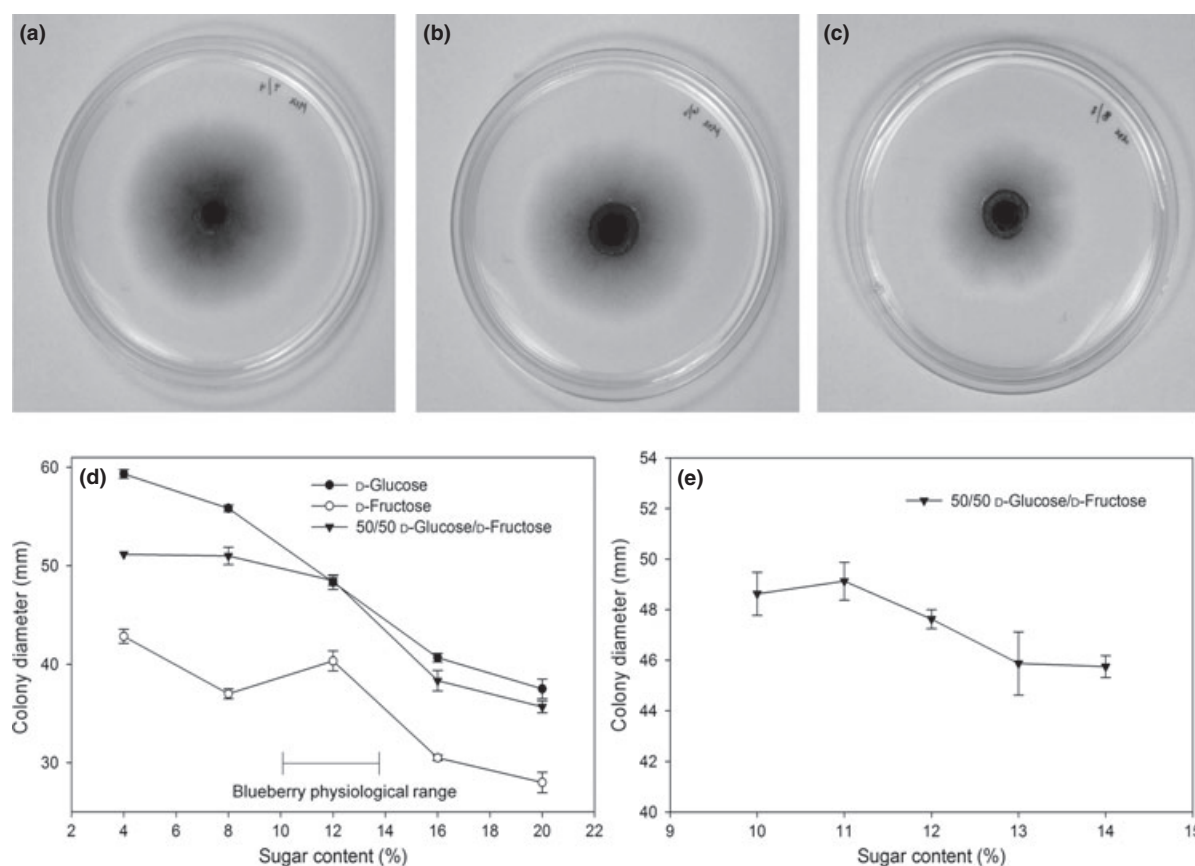 (a)
(b)
(c)
(d)
60
50
40
30
Colony diameter (mm)
D-Glucose
D-Fructose
50/50 D-Glucose/D-Fructose
Blueberry physiological range
2 4 6 8 10 12 14 16 18 20 22
Sugar content (%)
(e)
54
52
50
48
46
44
42
40
Colony diameter (mm)
50/50 D-Glucose/D-Fructose
9 10 11 12 13 14 15
Sugar content (%)